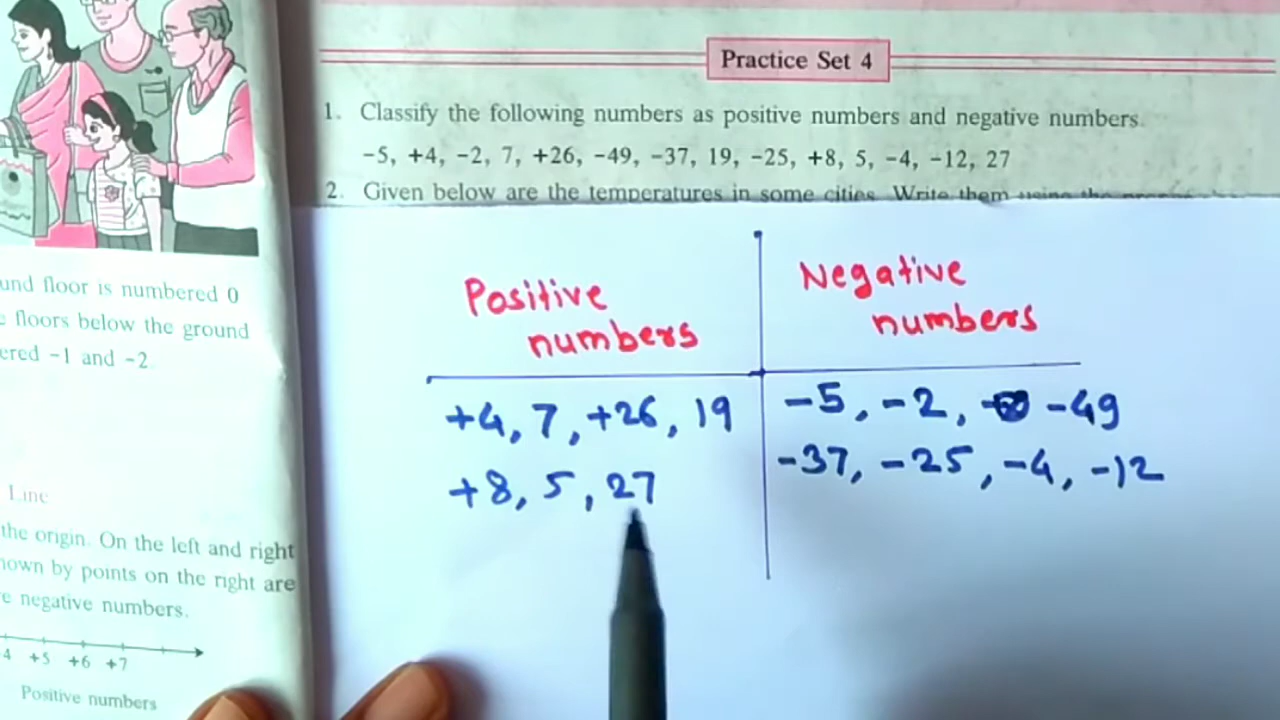 Practice Set 4
1. Classify the following numbers as positive numbers and negative numbers.
-5, +4, -2, 7, +26, -49, -37, 19, -25, +8, 5, -4, -12, 27
2. Given below are the temperatures in some cities. Write them using the
und floor is numbered 0
floors below the ground
ered -1 and -2.
Line
the origin. On the left and right
own by points on the right are
e negative numbers.
4 +5 +6 +7
Positive numbers
Positive numbers
Negative numbers
+4, 7, +26, 19
+8, 5, 27
-5, -2, -49
-37, -25, -4, -12